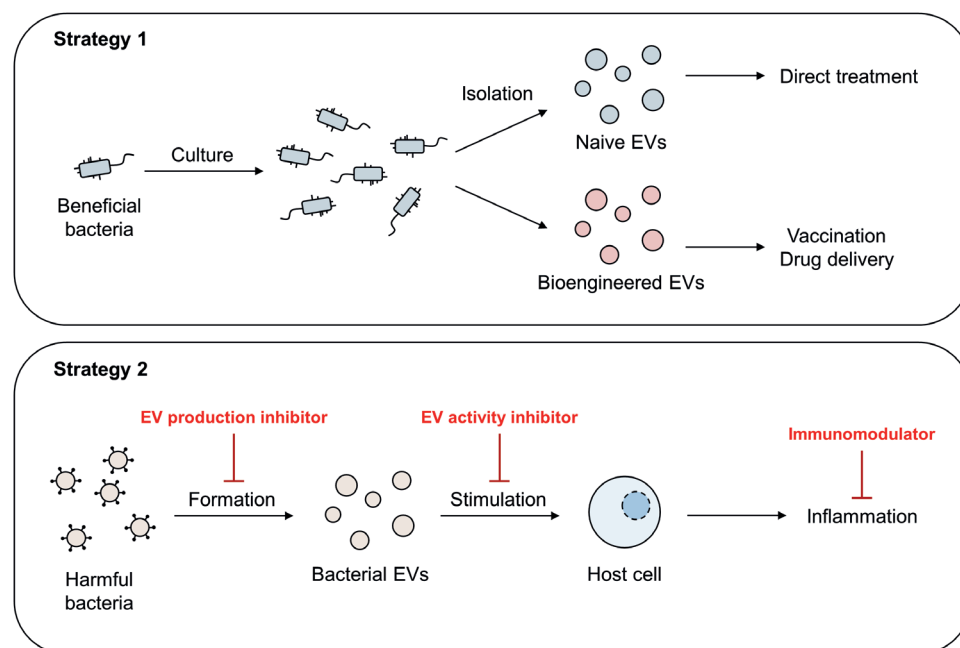 Strategy 1
Isolation
Direct treatment
Naive EVs
Culture
Beneficial
bacteria
Vaccination
Drug delivery
Bioengineered EVs
Strategy 2
EV production inhibitor
EV activity inhibitor
Immunomodulator
Formation
Stimulation
Inflammation
Bacterial EVs
Host cell
Harmful
bacteria